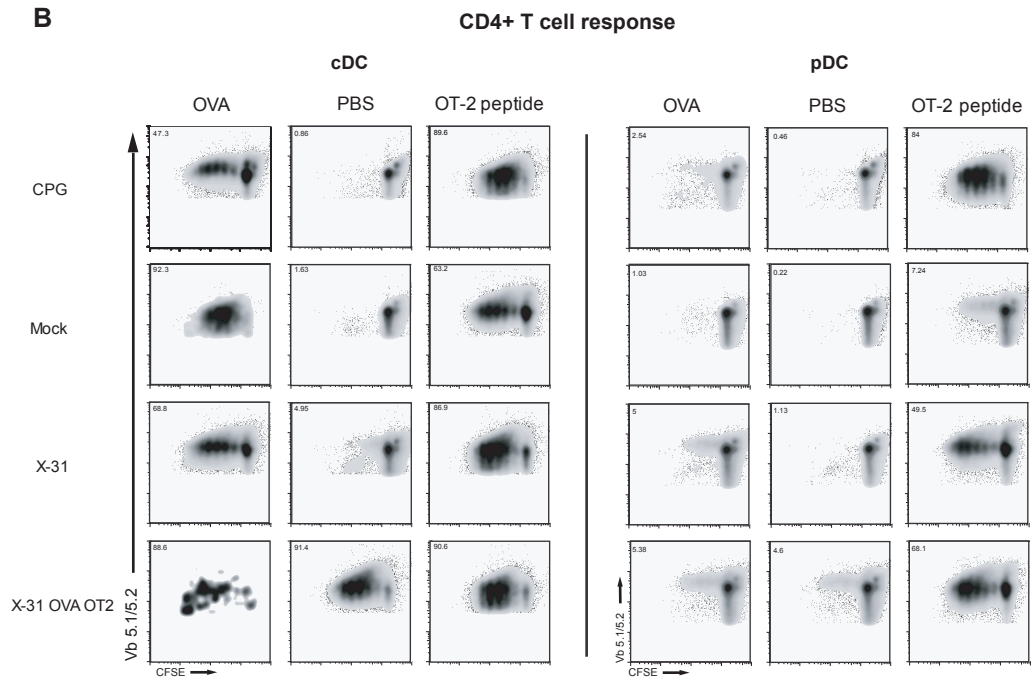 B
CD4+ T cell response
cDC
pDC
OVA PBS OT-2 peptide OVA PBS OT-2 peptide
CPG
47.3 0.86 89.6 2.54 0.46 84
Mock
92.3 1.63 63.2 1.03 0.22 7.24
X-31
68.8 4.95 86.9 5 1.13 49.5
X-31 OVA OT2
88.6 91.4 90.6 5.38 4.6 68.1
Vb 5.1/5.2
Vb 5.1/5.2
CFSE
CFSE